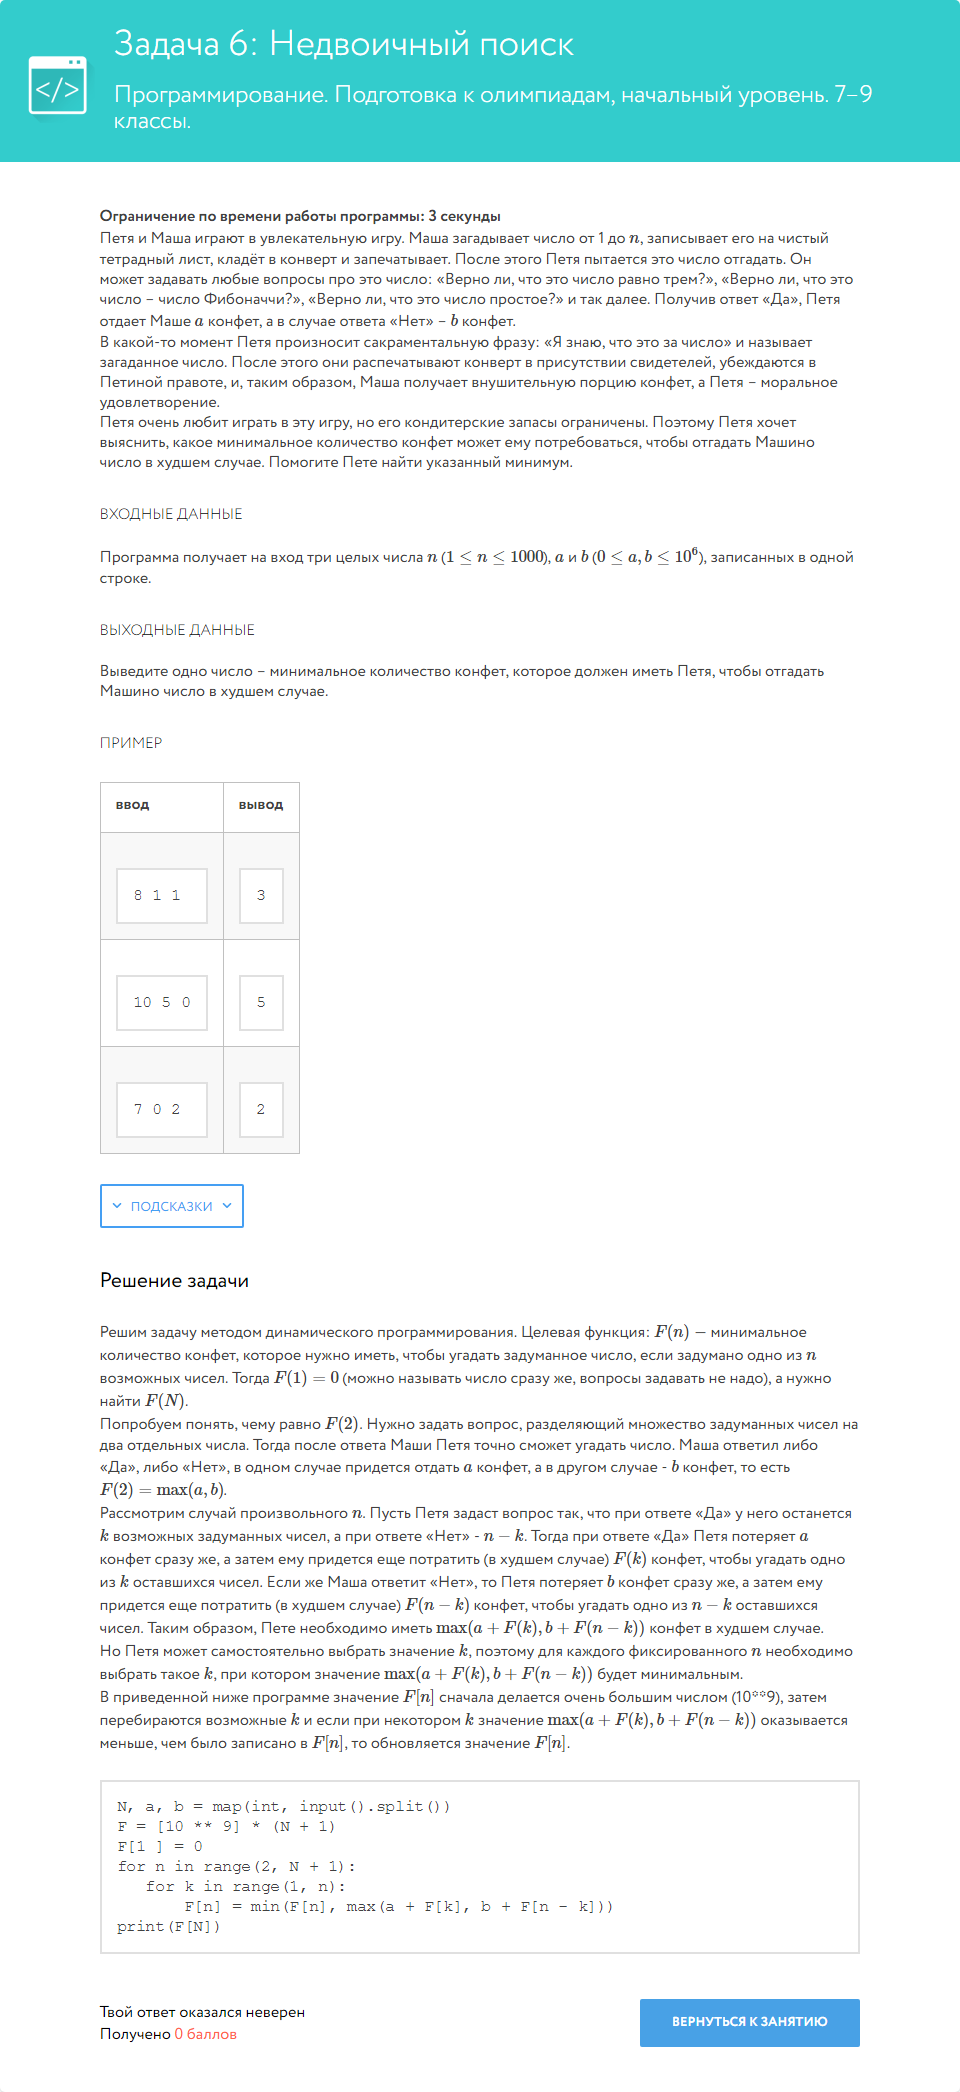 Задача 6: Недвоичный поиск
</>
Программирование. Подготовка к олимпиадам, начальный уровень. 7–9
классы.
Ограничение по времени работы программы: 3 секунды
Петя и Маша играют в увлекательную игру. Маша загадывает число от 1 до n, записывает его на чистый
тетрадный лист, кладёт в конверт и запечатывает. После этого Петя пытается это число отгадать. Он
может задавать любые вопросы про это число: «Верно ли, что это число равно трем?», «Верно ли, что это
число – число Фибоначчи?», «Верно ли, что это число простое?» и так далее. Получив ответ «Да», Петя
отдает Маше a конфет, а в случае ответа «Нет» – b конфет.
В какой-то момент Петя произносит сакраментальную фразу: «Я знаю, что это за число» и называет
загаданное число. После этого они распечатывают конверт в присутствии свидетелей, убеждаются в
Петиной правоте, и, таким образом, Маша получает внушительную порцию конфет, а Петя – моральное
удовлетворение.
Петя очень любит играть в эту игру, но его кондитерские запасы ограничены. Поэтому Петя хочет
выяснить, какое минимальное количество конфет может ему потребоваться, чтобы отгадать Машино
число в худшем случае. Помогите Пете найти указанный минимум.
ВХОДНЫЕ ДАННЫЕ
Программа получает на вход три целых числа n (1 ≤ n ≤ 1000), a и b (0 ≤ a, b ≤ 10⁶), записанных в одной
строке.
ВЫХОДНЫЕ ДАННЫЕ
Выведите одно число – минимальное количество конфет, которое должен иметь Петя, чтобы отгадать
Машино число в худшем случае.
ПРИМЕР
ввод вывод
8 1 1 3
10 5 0 5
7 0 2 2
ПОДСКАЗКИ
Решение задачи
Решим задачу методом динамического программирования. Целевая функция: F(n) — минимальное
количество конфет, которое нужно иметь, чтобы угадать задуманное число, если задумано одно из n
возможных чисел. Тогда F(1) = 0 (можно называть число сразу же, вопросы задавать не надо), а нужно
найти F(N).
Попробуем понять, чему равно F(2). Нужно задать вопрос, разделяющий множество задуманных чисел на
два отдельных числа. Тогда после ответа Маши Петя точно сможет угадать число. Маша ответил либо
«Да», либо «Нет», в одном случае придется отдать a конфет, а в другом случае - b конфет, то есть
F(2) = max(a, b).
Рассмотрим случай произвольного n. Пусть Петя задаст вопрос так, что при ответе «Да» у него останется
k возможных задуманных чисел, а при ответе «Нет» - n − k. Тогда при ответе «Да» Петя потеряет a
конфет сразу же, а затем ему придется еще потратить (в худшем случае) F(k) конфет, чтобы угадать одно
из k оставшихся чисел. Если же Маша ответит «Нет», то Петя потеряет b конфет сразу же, а затем ему
придется еще потратить (в худшем случае) F(n − k) конфет, чтобы угадать одно из n − k оставшихся
чисел. Таким образом, Пете необходимо иметь max(a + F(k), b + F(n − k)) конфет в худшем случае.
Но Петя может самостоятельно выбрать значение k, поэтому для каждого фиксированного n необходимо
выбрать такое k, при котором значение max(a + F(k), b + F(n − k)) будет минимальным.
В приведенной ниже программе значение F[n] сначала делается очень большим числом (10**9), затем
перебираются возможные k и если при некотором k значение max(a + F(k), b + F(n − k)) оказывается
меньше, чем было записано в F[n], то обновляется значение F[n].
N, a, b = map(int, input().split())
F = [10 ** 9] * (N + 1)
F[1 ] = 0
for n in range(2, N + 1):
   for k in range(1, n):
       F[n] = min(F[n], max(a + F[k], b + F[n - k]))
print(F[N])
Твой ответ оказался неверен
Получено 0 баллов
ВЕРНУТЬСЯ К ЗАНЯТИЮ